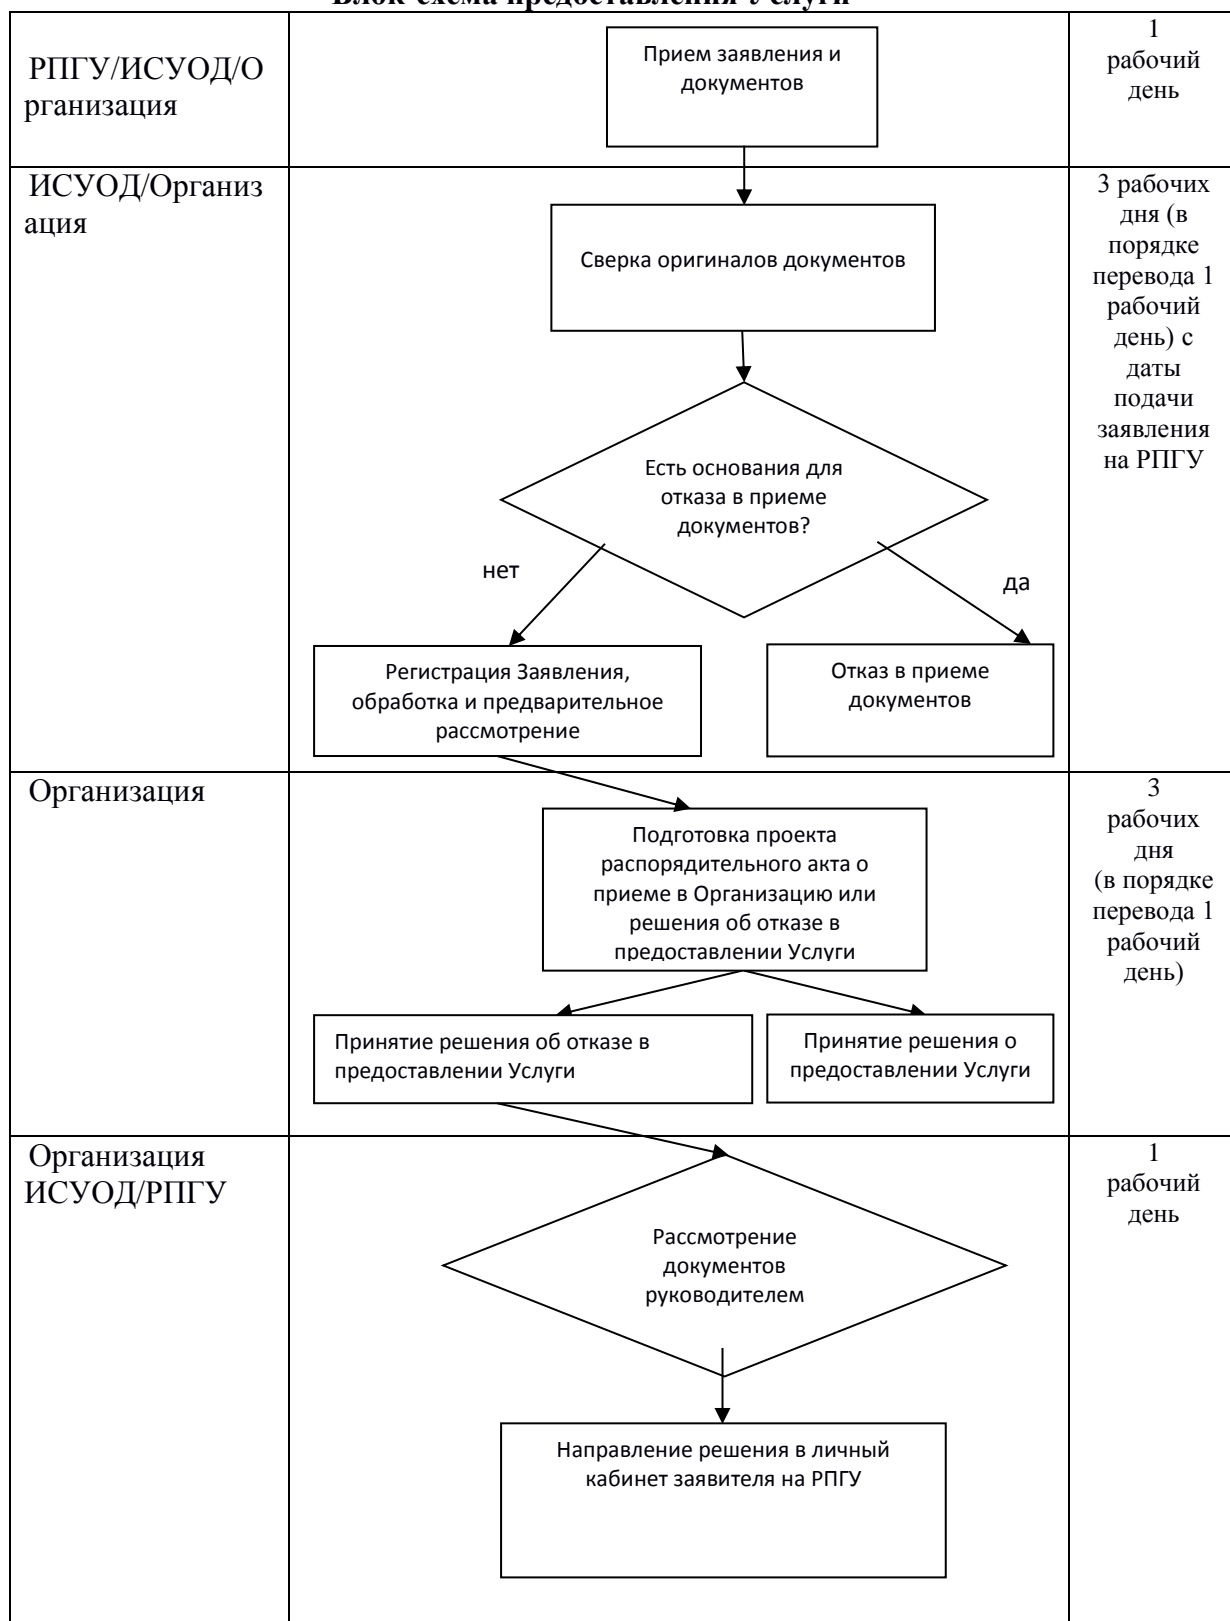 Блок-схема предоставления Услуги
РПГУ/ИСУОД/О
рганизация
Прием заявления и
документов
1
рабочий
день
ИСУОД/Организ
ация
Сверка оригиналов документов
Есть основания для
отказа в приеме
документов?
нет
да
Регистрация Заявления,
обработка и предварительное
рассмотрение
Отказ в приеме
документов
3 рабочих
дня (в
порядке
перевода 1
рабочий
день) с
даты
подачи
заявления
на РПГУ
Организация
Подготовка проекта
распорядительного акта о
приеме в Организацию или
решения об отказе в
предоставлении Услуги
Принятие решения об отказе в
предоставлении Услуги
Принятие решения о
предоставлении Услуги
3
рабочих
дня
(в порядке
перевода 1
рабочий
день)
Организация
ИСУОД/РПГУ
Рассмотрение
документов
руководителем
Направление решения в личный
кабинет заявителя на РПГУ
1
рабочий
день